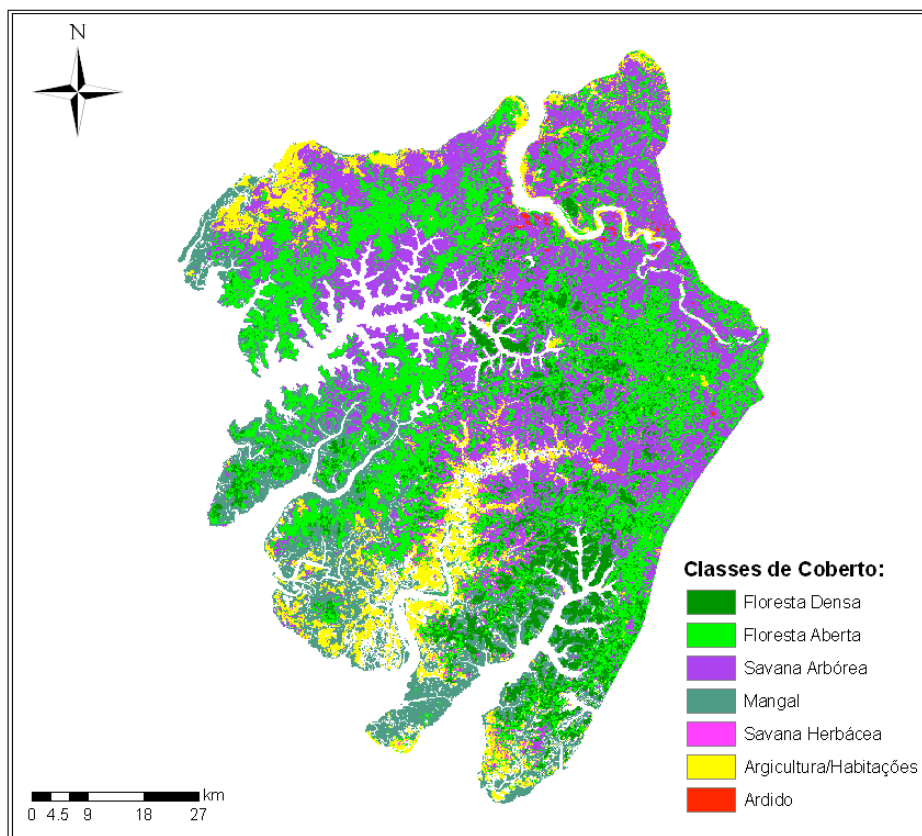 N
Classes de Coberto:
Floresta Densa
Floresta Aberta
Savana Arbórea
Mangal
Savana Herbácea
Argicultura/Habitações
Ardido
km
0 4.5 9 18 27